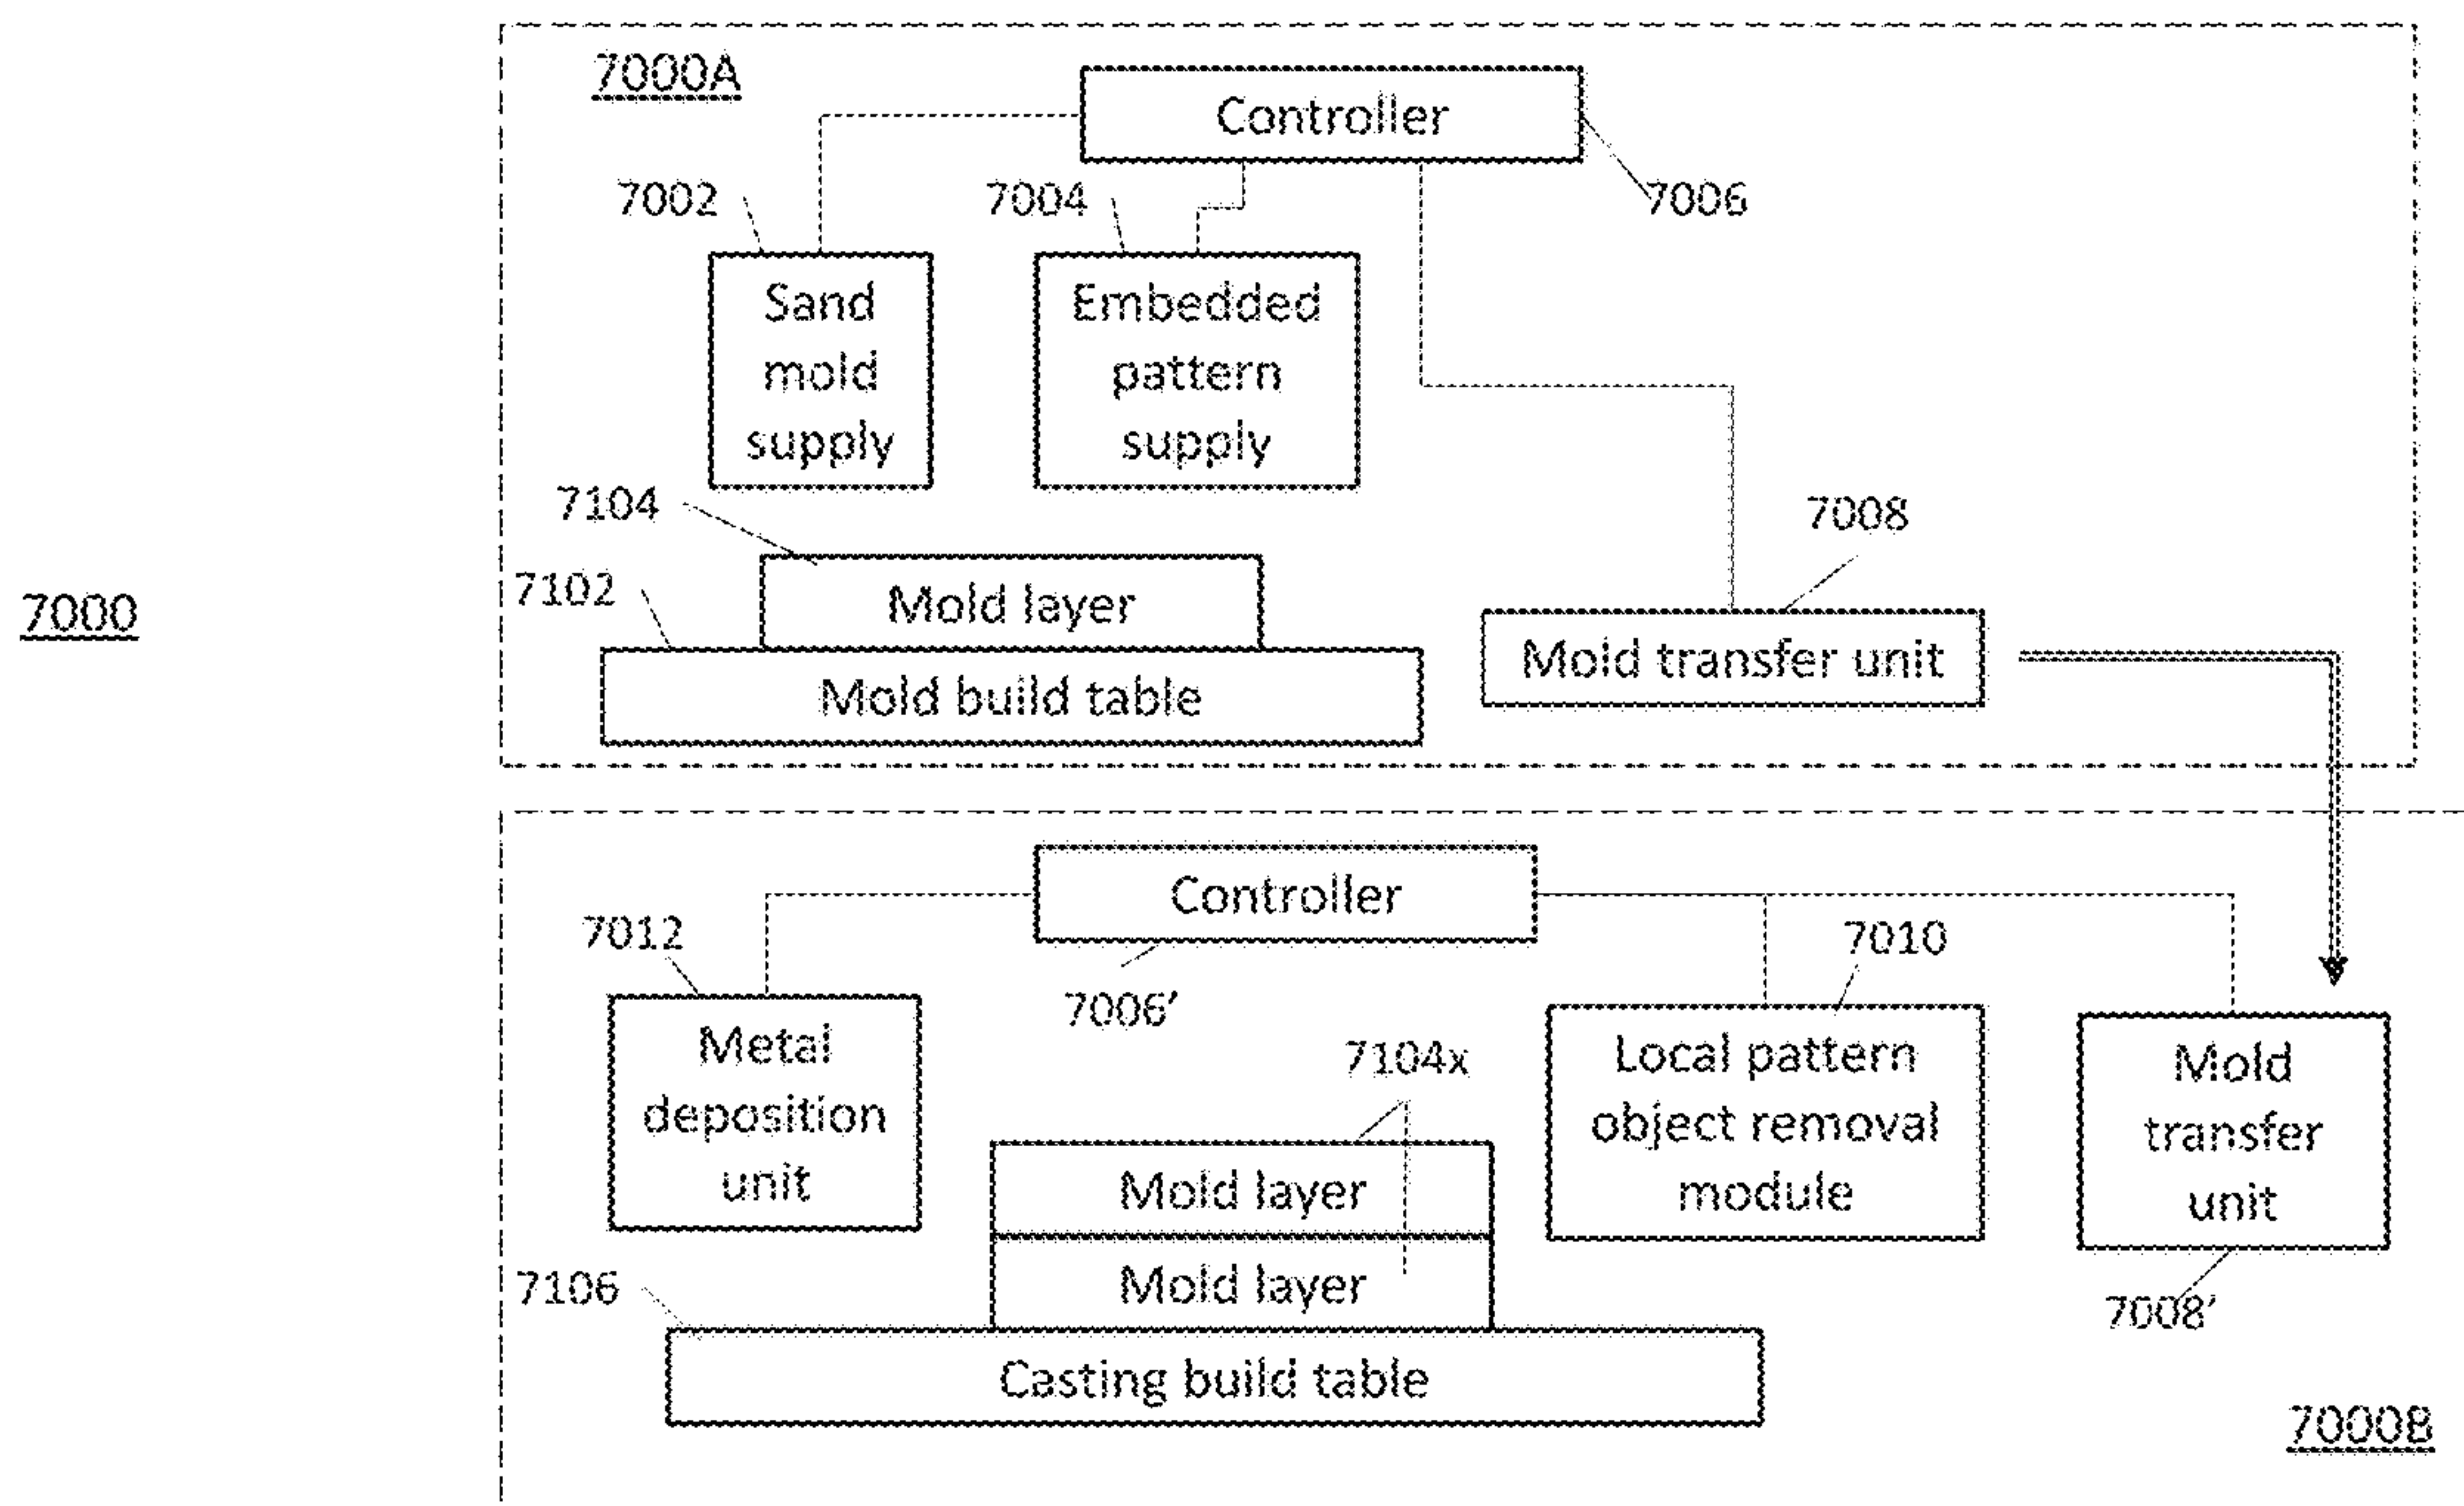 7000A
Controller
7002
7004
7006
Sand
mold
supply
Embedded
pattern
supply
7104
7008
7102
Mold layer
7000
Mold transfer unit
Mold build table
Controller
7012
7010
7006’
Metal
deposition
unit
7104x
Local pattern
object removal
module
Mold
transfer
unit
Mold layer
7106
Mold layer
7008’
Casting build table
7000B